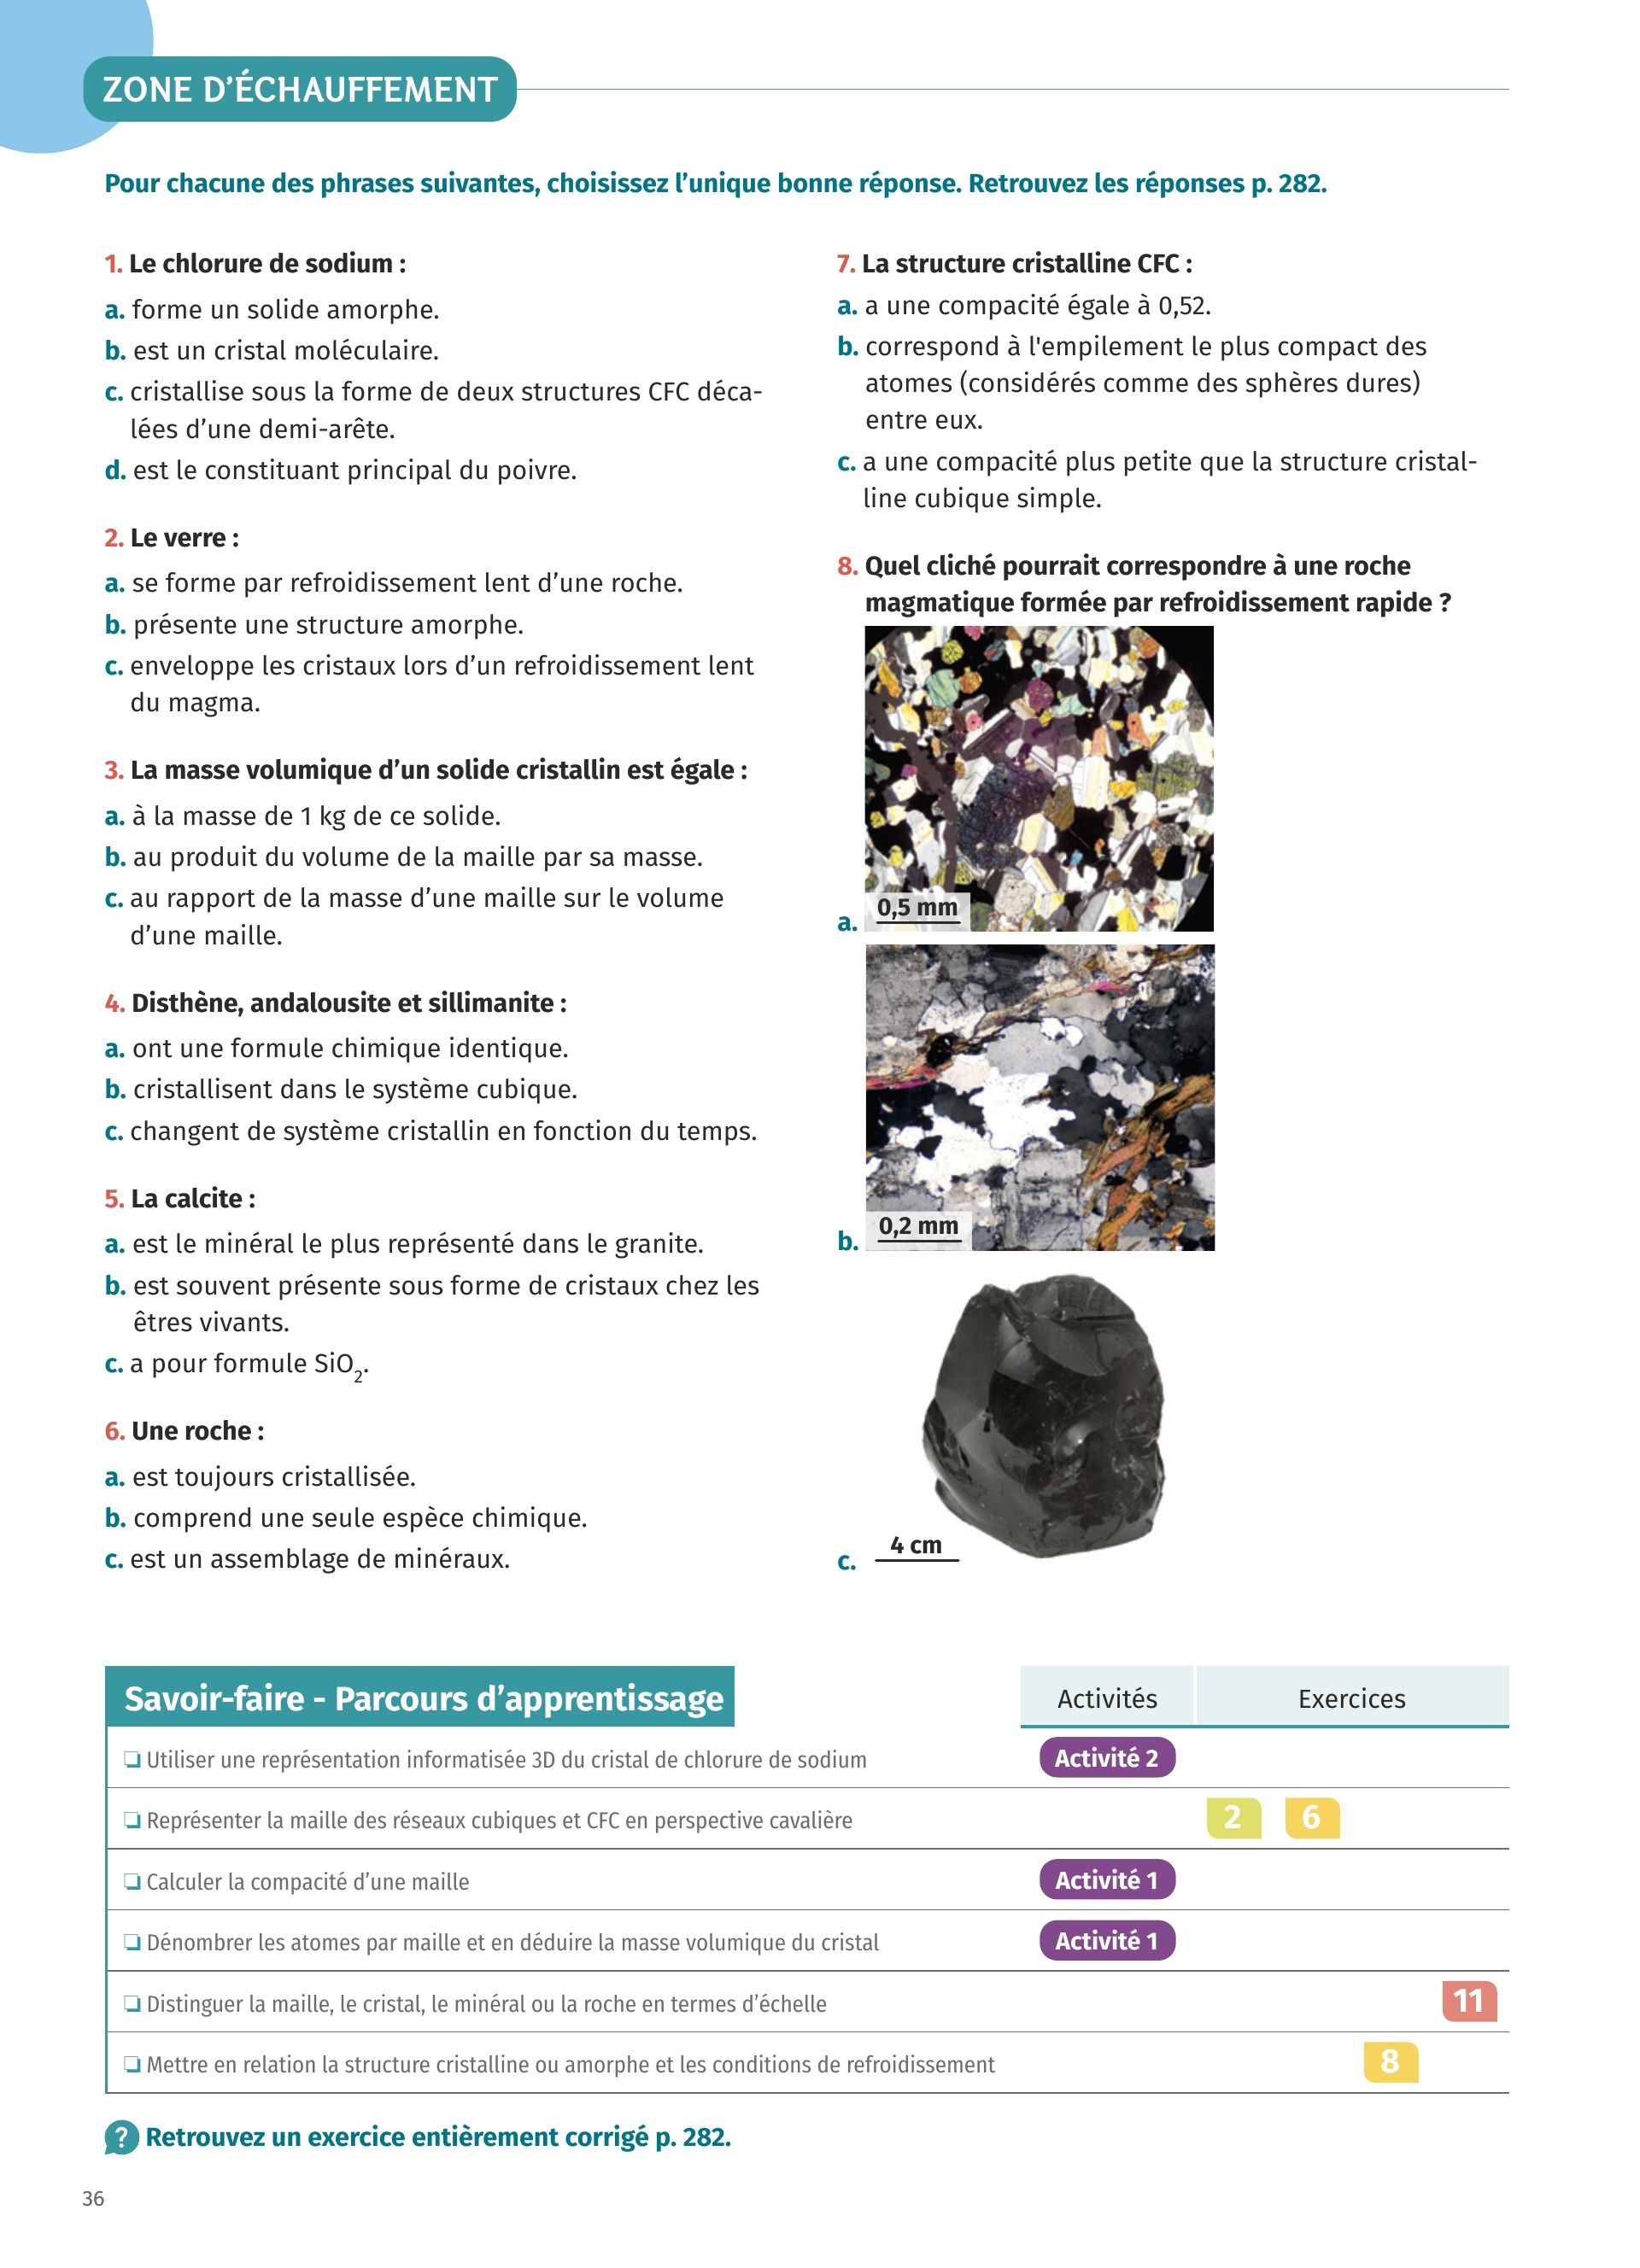 ZONE D'ÉCHAUFFEMENT
Pour chacune des phrases suivantes, choisissez l'unique bonne réponse. Retrouvez les réponses p. 282.
1. Le chlorure de sodium :
a. forme un solide amorphe.
b. est un cristal moléculaire.
c. cristallise sous la forme de deux structures CFC déca-
lées d'une demi-arête.
d. est le constituant principal du poivre.
2. Le verre :
a. se forme par refroidissement lent d'une roche.
b. présente une structure amorphe.
c. enveloppe les cristaux lors d'un refroidissement lent
du magma.
3. La masse volumique d'un solide cristallin est égale :
a. à la masse de 1 kg de ce solide.
b. au produit du volume de la maille par sa masse.
c. au rapport de la masse d'une maille sur le volume
d'une maille.
4. Disthène, andalousite et sillimanite :
a. ont une formule chimique identique.
b. cristallisent dans le système cubique.
c. changent de système cristallin en fonction du temps.
5. La calcite :
a. est le minéral le plus représenté dans le granite.
b. est souvent présente sous forme de cristaux chez les
êtres vivants.
c. a pour formule SiO₂.
6. Une roche :
a. est toujours cristallisée.
b. comprend une seule espèce chimique.
c. est un assemblage de minéraux.
7. La structure cristalline CFC :
a. a une compacité égale à 0,52.
b. correspond à l'empilement le plus compact des
atomes (considérés comme des sphères dures)
entre eux.
c. a une compacité plus petite que la structure cristal-
line cubique simple.
8. Quel cliché pourrait correspondre à une roche
magmatique formée par refroidissement rapide ?
a. 0,5 mm
b. 0,2 mm
c. 4 cm
Savoir-faire - Parcours d'apprentissage Activités Exercices
❏ Utiliser une représentation informatisée 3D du cristal de chlorure de sodium Activité 2
❏ Représenter la maille des réseaux cubiques et CFC en perspective cavalière 2 6
❏ Calculer la compacité d'une maille Activité 1
❏ Dénombrer les atomes par maille et en déduire la masse volumique du cristal Activité 1
❏ Distinguer la maille, le cristal, le minéral ou la roche en termes d'échelle 11
❏ Mettre en relation la structure cristalline ou amorphe et les conditions de refroidissement 8
? Retrouvez un exercice entièrement corrigé p. 282.
36